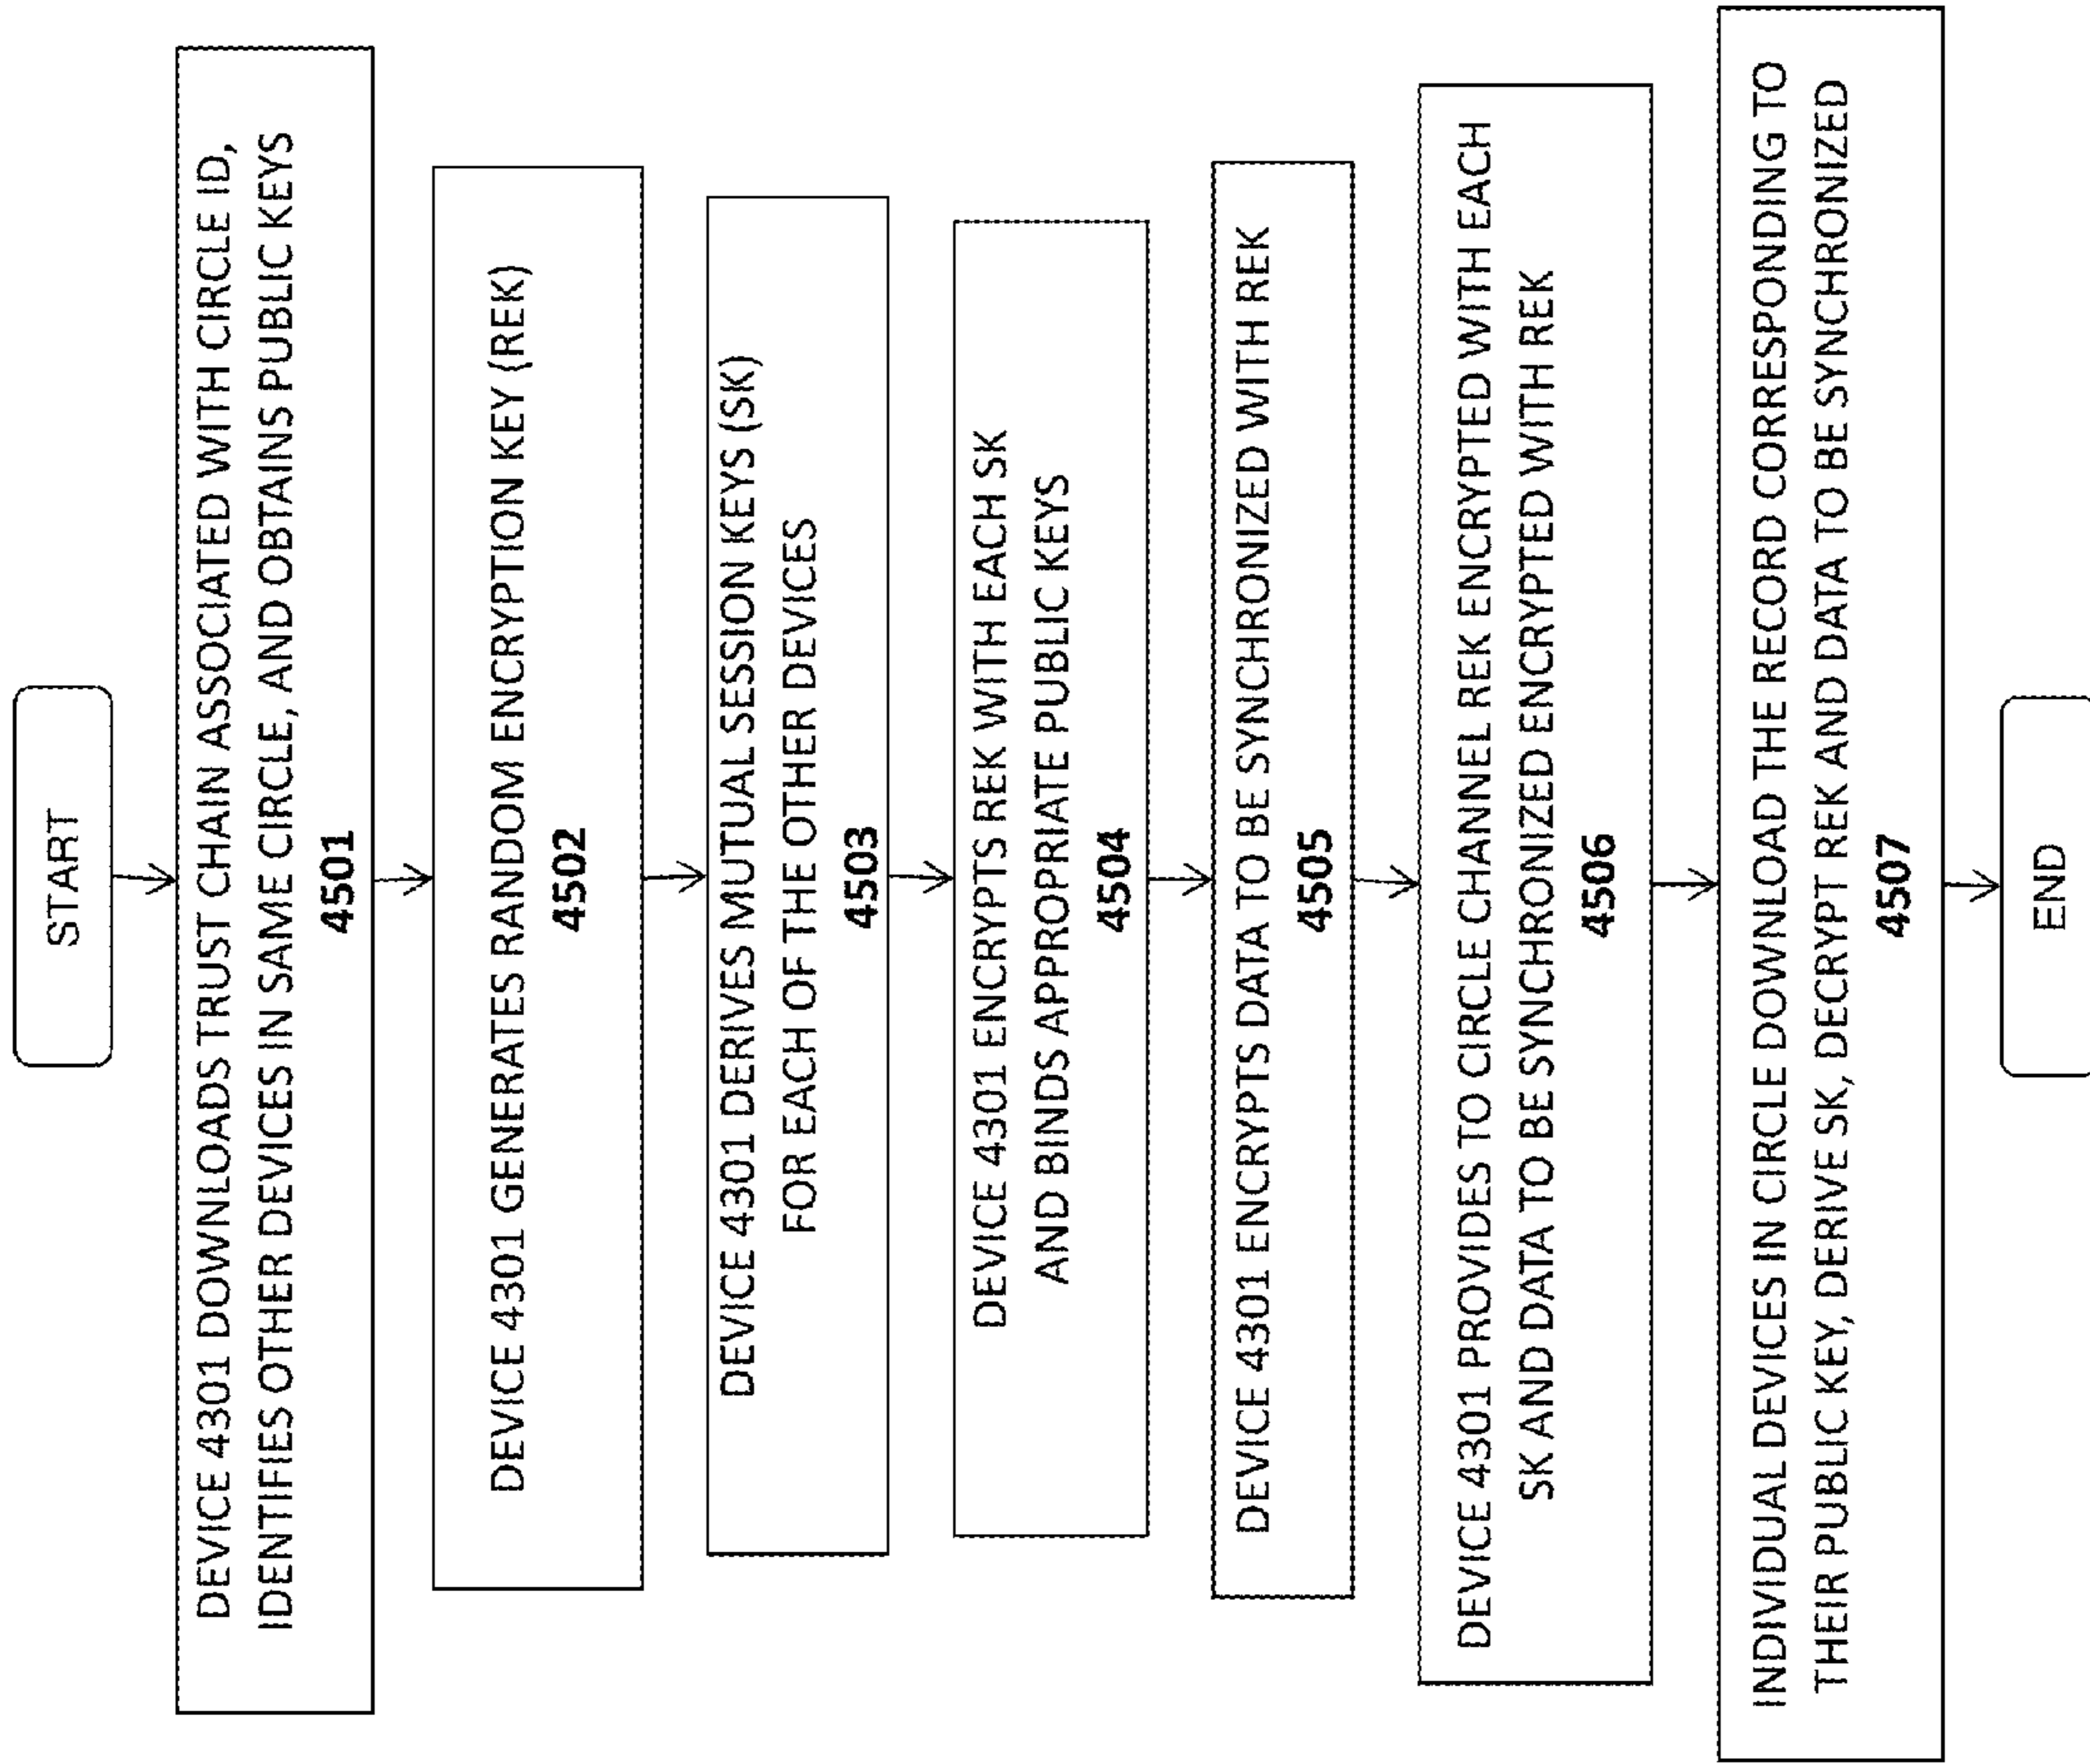 START
DEVICE 4301 DOWNLOADS TRUST CHAIN ASSOCIATED WITH CIRCLE ID,
IDENTIFIES OTHER DEVICES IN SAME CIRCLE, AND OBTAINS PUBLIC KEYS
4501
DEVICE 4301 GENERATES RANDOM ENCRYPTION KEY (REK)
4502
DEVICE 4301 DERIVES MUTUAL SESSION KEYS (SK)
FOR EACH OF THE OTHER DEVICES
4503
DEVICE 4301 ENCRYPTS REK WITH EACH SK
AND BINDS APPROPRIATE PUBLIC KEYS
4504
DEVICE 4301 ENCRYPTS DATA TO BE SYNCHRONIZED WITH REK
4505
DEVICE 4301 PROVIDES TO CIRCLE CHANNEL REK ENCRYPTED WITH EACH
SK AND DATA TO BE SYNCHRONIZED ENCRYPTED WITH REK
4506
INDIVIDUAL DEVICES IN CIRCLE DOWNLOAD THE RECORD CORRESPONDING TO
THEIR PUBLIC KEY, DERIVE SK, DECRYPT REK AND DATA TO BE SYNCHRONIZED
4507
END